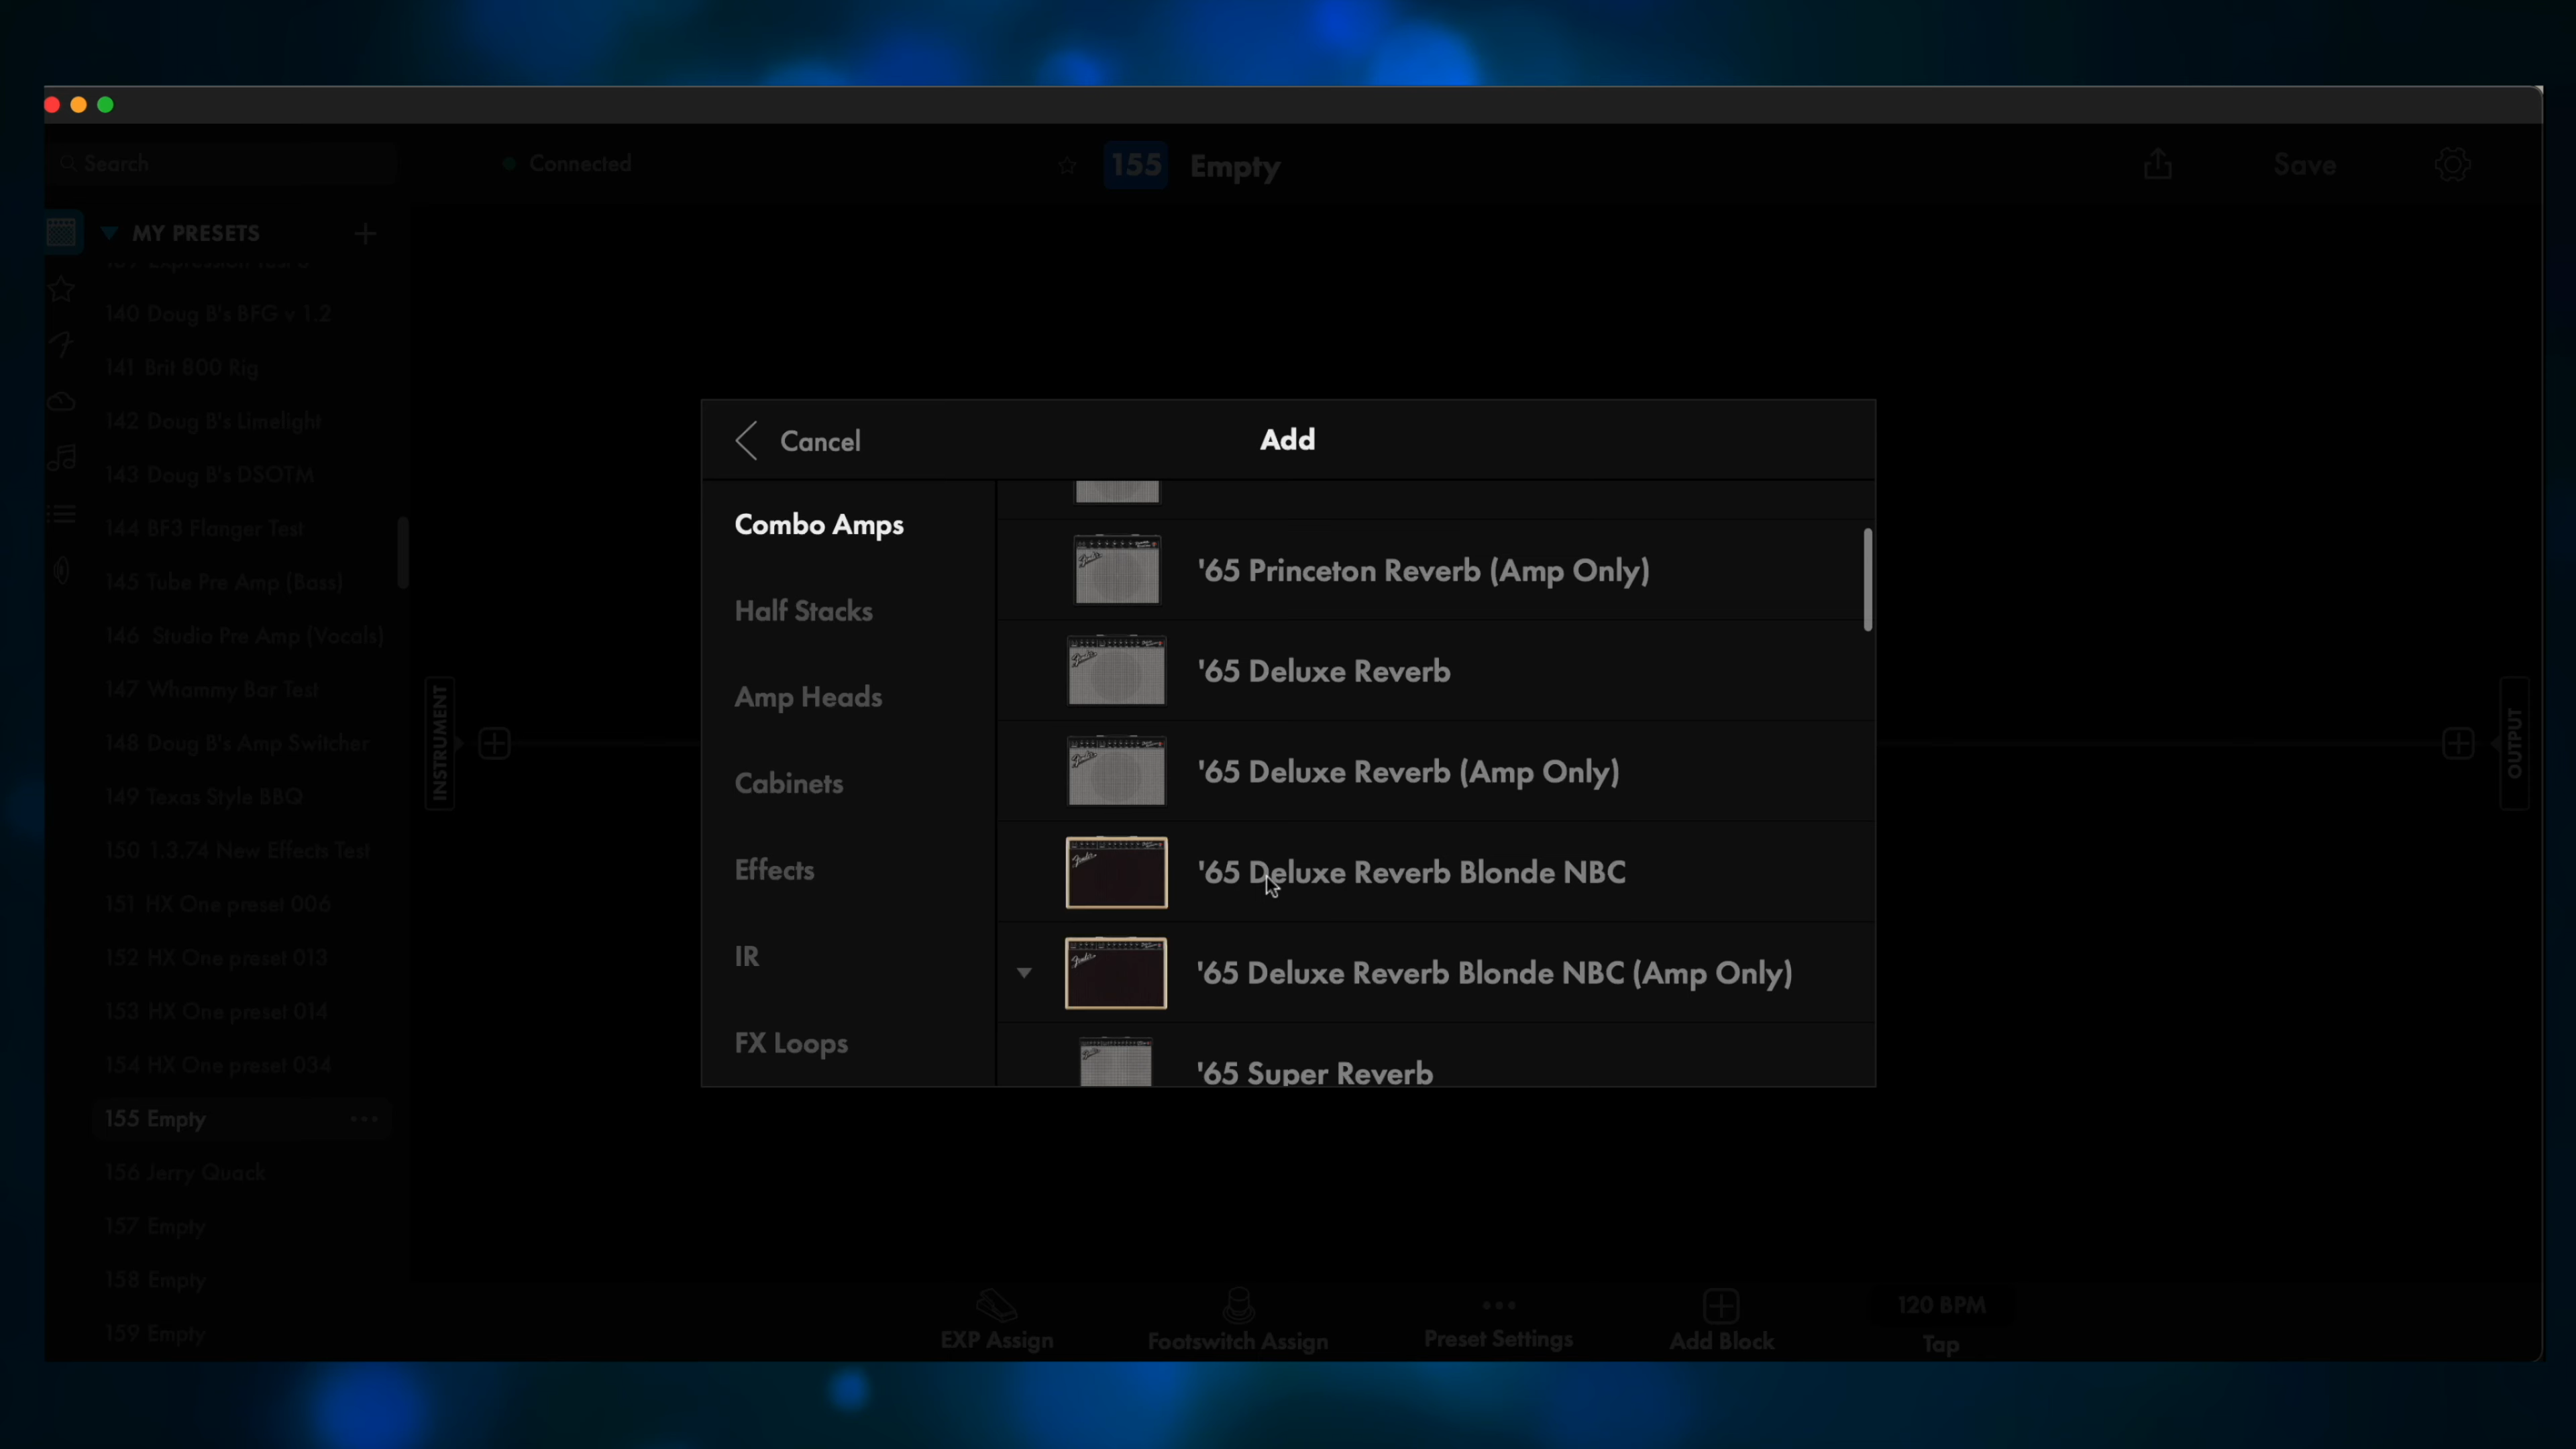 Search
Connected
155 Empty
Save
MY PRESETS
140 Doug B's BFG v 1.2
141 Brit 800 Rig
142 Doug B's Limelight
143 Doug B's DSOTM
144 BF3 Flanger Test
145 Tube Pre Amp (Bass)
146 Studio Pre Amp (Vocals)
147 Whammy Bar Test
148 Doug B's Amp Switcher
149 Texas Style BBQ
150 1.3.74 New Effects Test
151 HX One preset 006
152 HX One preset 013
153 HX One preset 014
154 HX One preset 034
155 Empty
156 Jerry Quack
157 Empty
158 Empty
159 Empty
INSTRUMENT
Cancel
Add
Combo Amps
Half Stacks
Amp Heads
Cabinets
Effects
IR
FX Loops
'65 Princeton Reverb (Amp Only)
'65 Deluxe Reverb
'65 Deluxe Reverb (Amp Only)
'65 Deluxe Reverb Blonde NBC
'65 Deluxe Reverb Blonde NBC (Amp Only)
'65 Super Reverb
OUTPUT
EXP Assign
Footswitch Assign
Preset Settings
Add Block
120 BPM
Tap